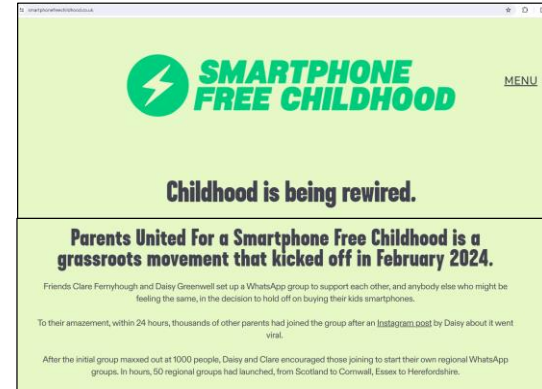 smartphonefreechildhood.co.uk
SMARTPHONE
FREE CHILDHOOD
MENU
Childhood is being rewired.
Parents United For a Smartphone Free Childhood is a
grassroots movement that kicked off in February 2024.
Friends Clare Fernyhough and Daisy Greenwell set up a WhatsApp group to support each other, and anybody else who might be
feeling the same, in the decision to hold off on buying their kids smartphones.
To their amazement, within 24 hours, thousands of other parents had joined the group after an Instagram post by Daisy about it went
viral.
After the initial group maxxed out at 1000 people, Daisy and Clare encouraged those joining to start their own regional WhatsApp
groups. In hours, 50 regional groups had launched, from Scotland to Cornwall, Essex to Herefordshire.